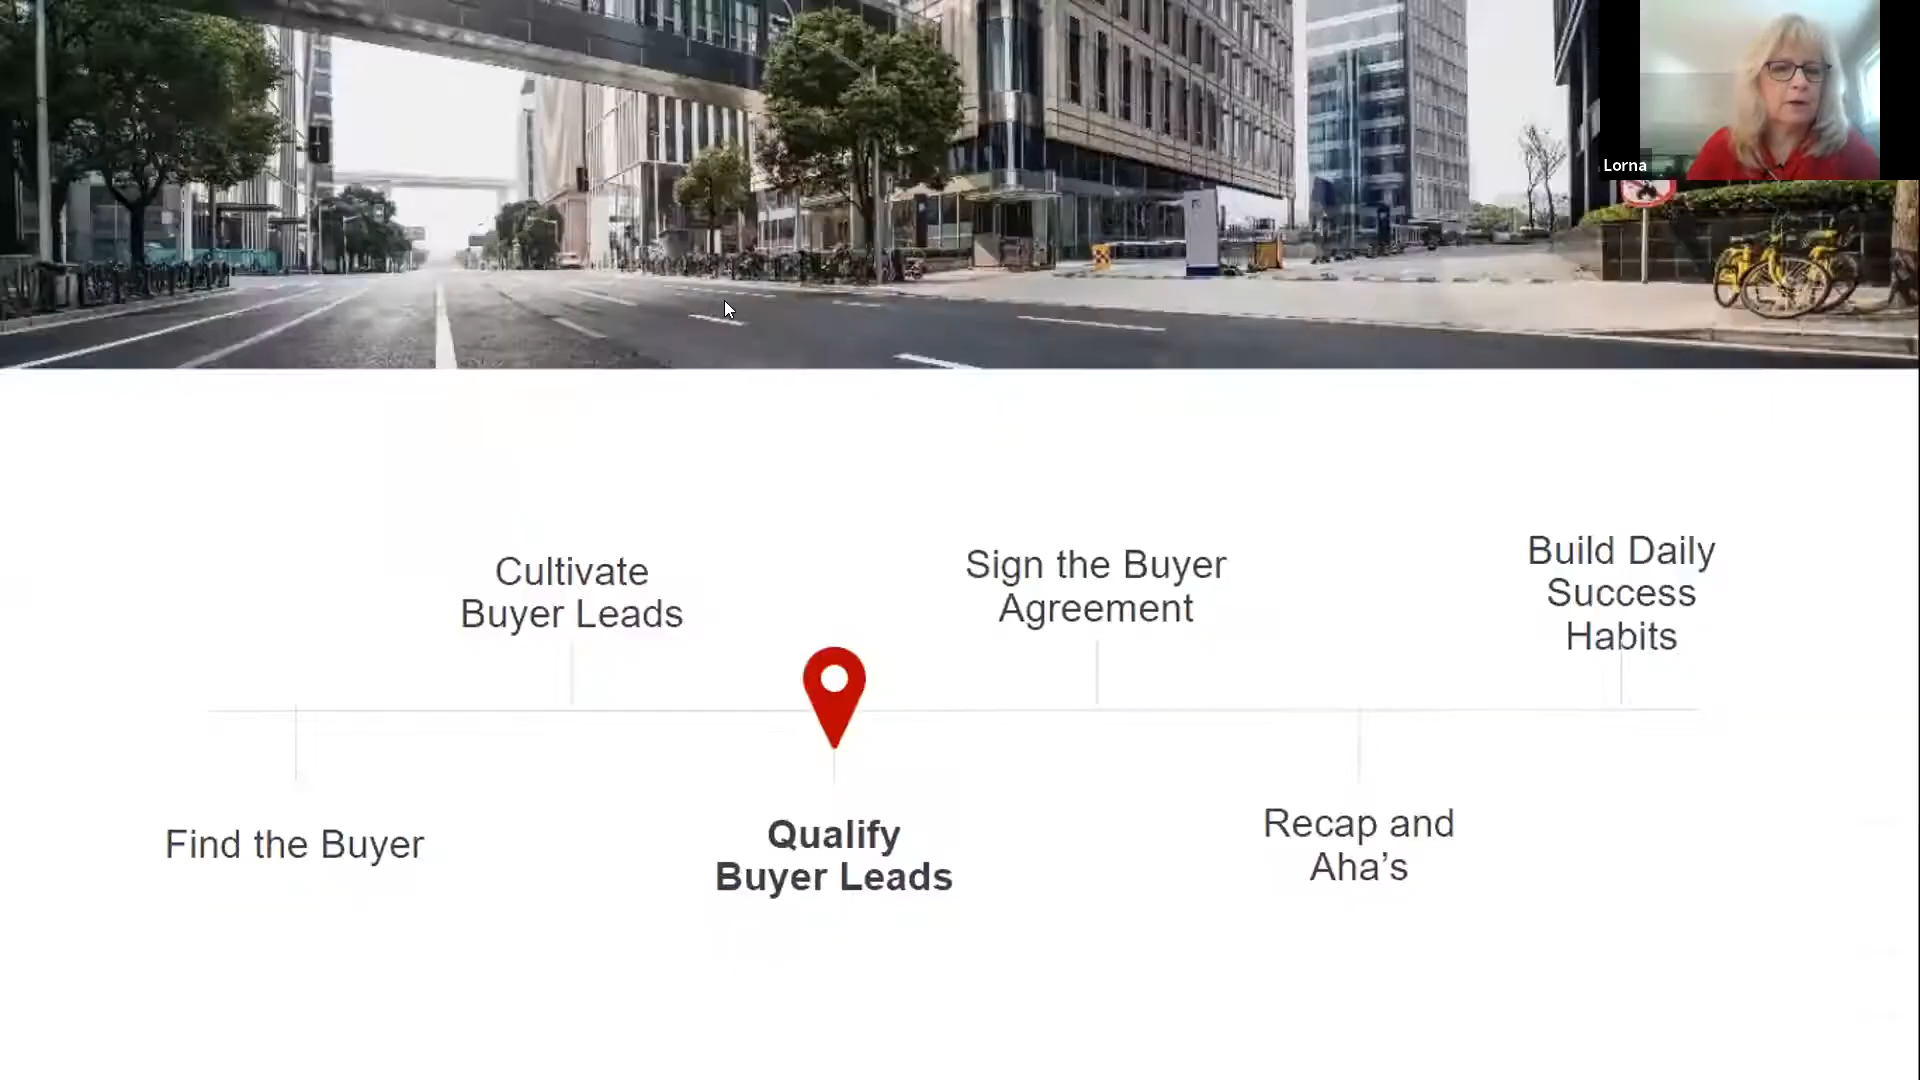 Lorna
Cultivate
Buyer Leads
Sign the Buyer
Agreement
Build Daily
Success
Habits
Find the Buyer
Qualify
Buyer Leads
Recap and
Aha’s